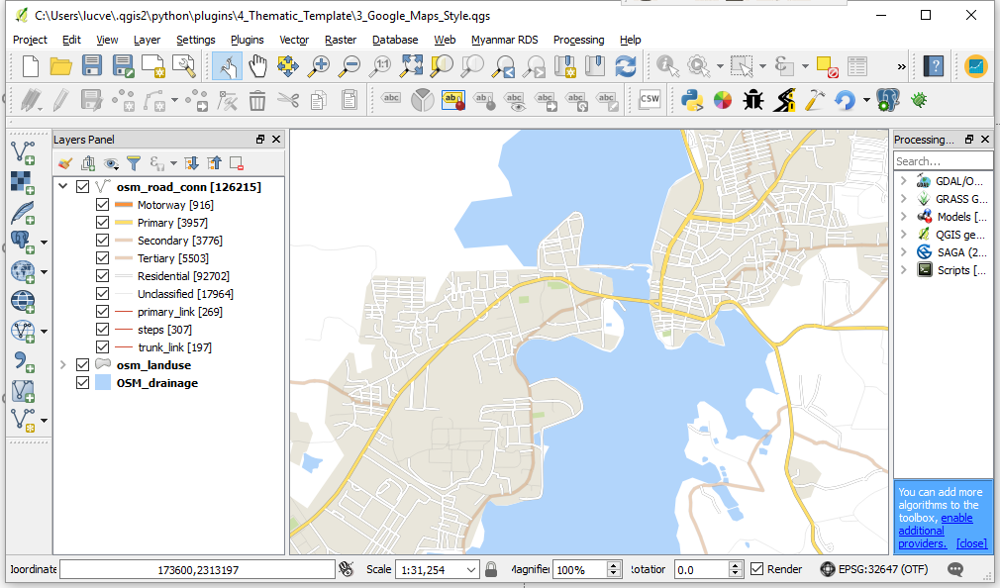 C:\Users\lucve\.qgis2\python\plugins\4_Thematic_Template\3_Google_Maps_Style.qgs
Project Edit View Layer Settings Plugins Vector Raster Database Web Myanmar RDS Processing Help
1:1
»
?
abc abc ab abc abc abc abc abc CSW
Layers Panel
osm_road_conn [126215]
Motorway [916]
Primary [3957]
Secondary [3776]
Tertiary [5503]
Residential [92702]
Unclassified [17964]
primary_link [269]
steps [307]
trunk_link [197]
osm_landuse
OSM_drainage
Processing...
Search...
GDAL/O...
GRASS G...
Models [...
QGIS ge...
SAGA (2...
Scripts [...
You can add more
algorithms to the
toolbox, enable
additional
providers. [close]
oordinate 173600,2313197 Scale 1:31,254 Magnifier 100% Rotation 0.0 Render EPSG:32647 (OTF)